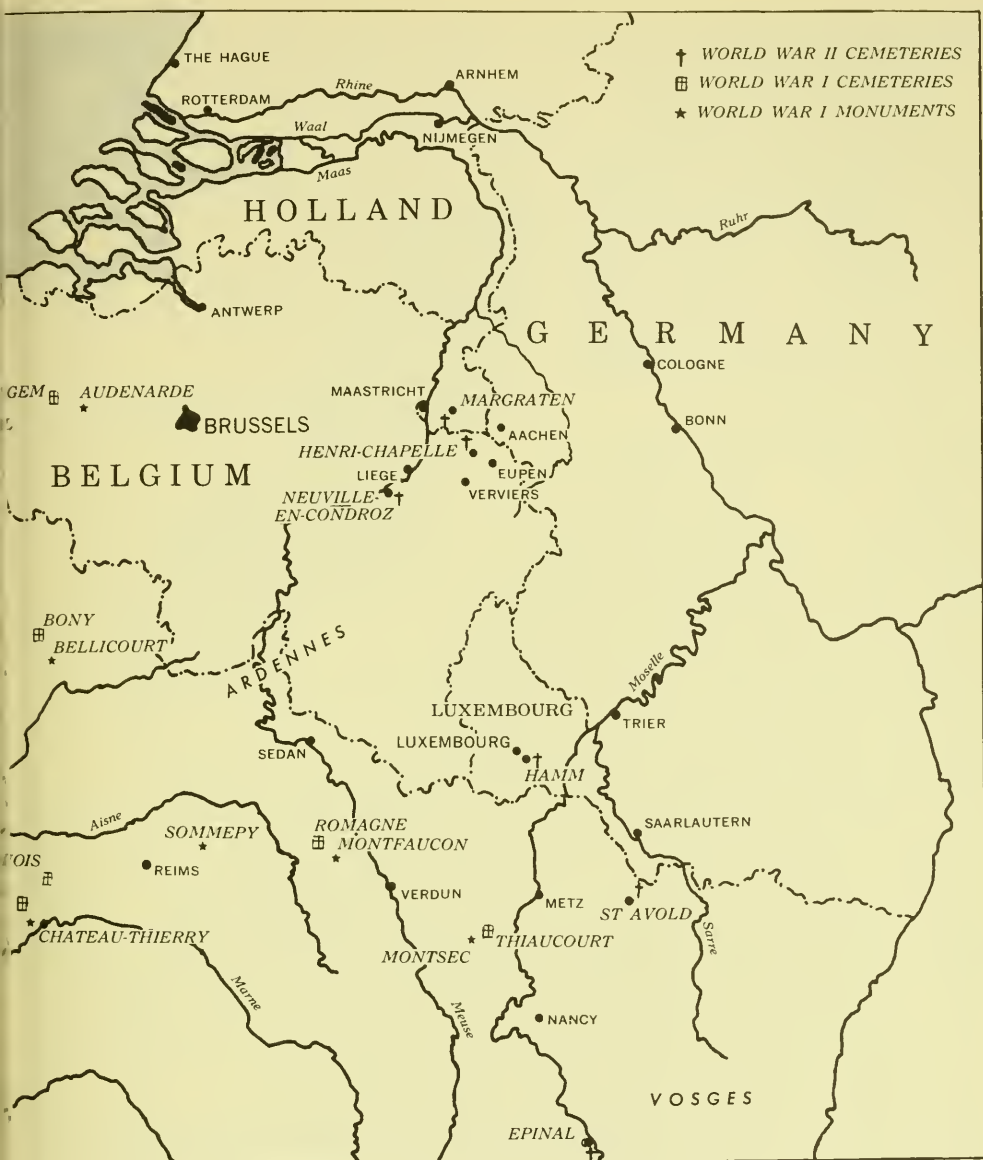 THE HAGUE
ARNHEM
† WORLD WAR II CEMETERIES
WORLD WAR I CEMETERIES
★ WORLD WAR I MONUMENTS
Rhine
ROTTERDAM
Waal
NIJMEGEN
Maas
HOLLAND
Ruhr
ANTWERP
GERMANY
COLOGNE
GEM
AUDENARDE
MAASTRICHT
MARGRATEN
BRUSSELS
BONN
AACHEN
HENRI-CHAPELLE
BELGIUM
LIEGE
EUPEN
VERVIERS
NEUVILLE-
EN-CONDROZ
BONY
BELLICOURT
ARDENNES
Moselle
LUXEMBOURG
TRIER
LUXEMBOURG
SEDAN
HAMM
Aisne
SOMMEPY
ROMAGNE
MONTFAUCON
SAARLAUTERN
OIS
REIMS
VERDUN
METZ
ST AVOLD
CHATEAU-THIERRY
THIAUCOURT
MONTSEC
Sarre
Marne
Meuse
NANCY
VOSGES
EPINAL